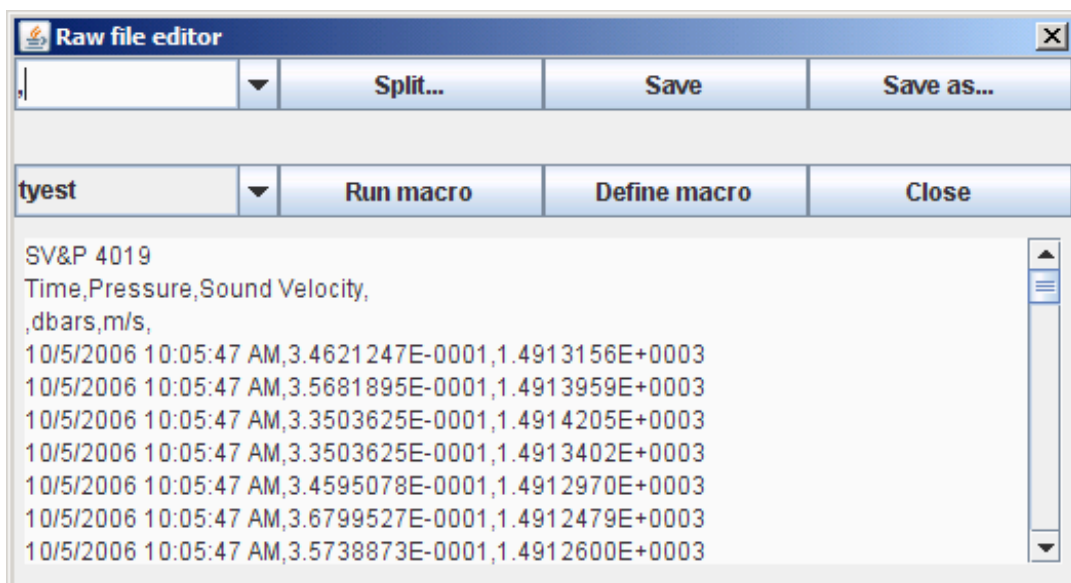 Raw file editor
, Split... Save Save as...
tyest Run macro Define macro Close
SV&P 4019
Time,Pressure,Sound Velocity,
,dbars,m/s,
10/5/2006 10:05:47 AM,3.4621247E-0001,1.4913156E+0003
10/5/2006 10:05:47 AM,3.5681895E-0001,1.4913959E+0003
10/5/2006 10:05:47 AM,3.3503625E-0001,1.4914205E+0003
10/5/2006 10:05:47 AM,3.3503625E-0001,1.4913402E+0003
10/5/2006 10:05:47 AM,3.4595078E-0001,1.4912970E+0003
10/5/2006 10:05:47 AM,3.6799527E-0001,1.4912479E+0003
10/5/2006 10:05:47 AM,3.5738873E-0001,1.4912600E+0003